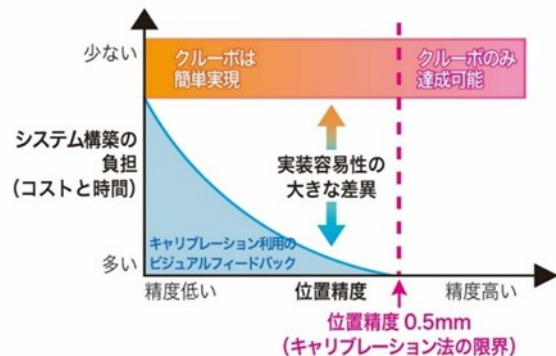 少ない
クルーボは
簡単実現
クルーボのみ
達成可能
システム構築の
負担
(コストと時間)
実装容易性の
大きな差異
キャリブレーション利用の
ビジュアルフィードバック
多い
精度低い
位置精度
精度高い
位置精度 0.5mm
(キャリブレーション法の限界)